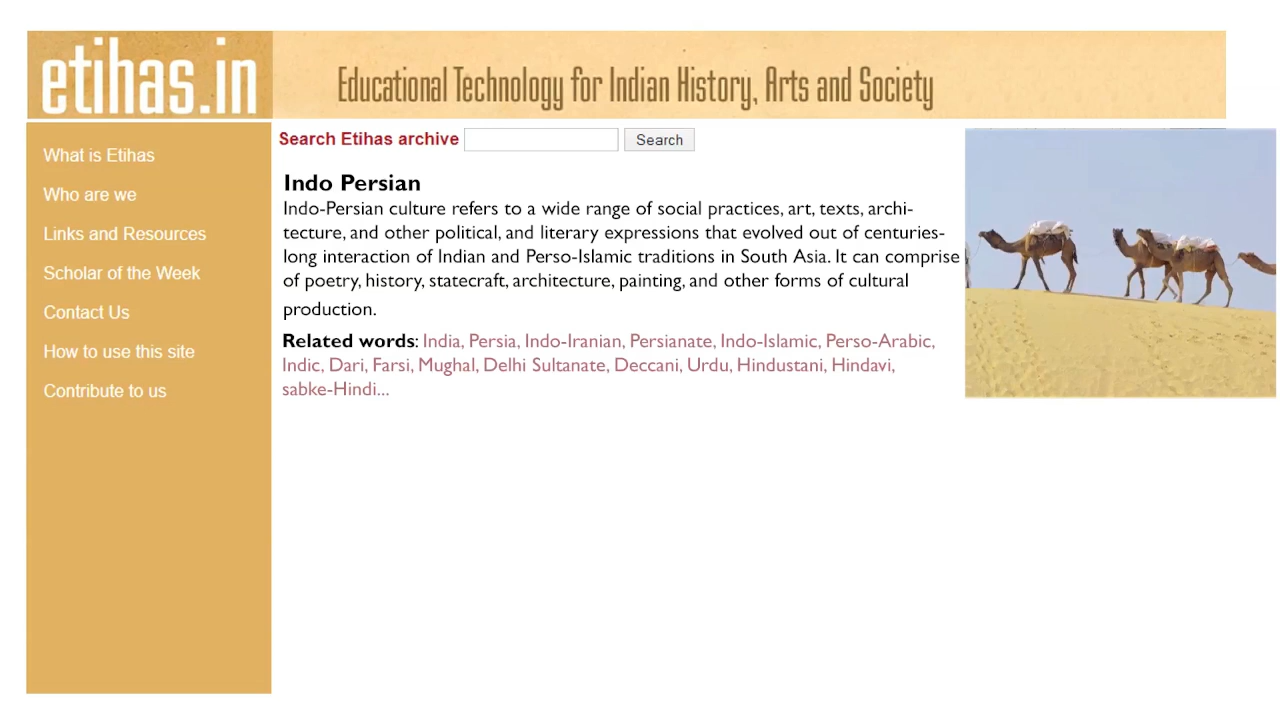 etihas.in
Educational Technology for Indian History, Arts and Society
What is Etihas
Who are we
Links and Resources
Scholar of the Week
Contact Us
How to use this site
Contribute to us
Search Etihas archive Search
Indo Persian
Indo-Persian culture refers to a wide range of social practices, art, texts, archi-
tecture, and other political, and literary expressions that evolved out of centuries-
long interaction of Indian and Perso-Islamic traditions in South Asia. It can comprise
of poetry, history, statecraft, architecture, painting, and other forms of cultural
production.
Related words: India, Persia, Indo-Iranian, Persianate, Indo-Islamic, Perso-Arabic,
Indic, Dari, Farsi, Mughal, Delhi Sultanate, Deccani, Urdu, Hindustani, Hindavi,
sabke-Hindi...